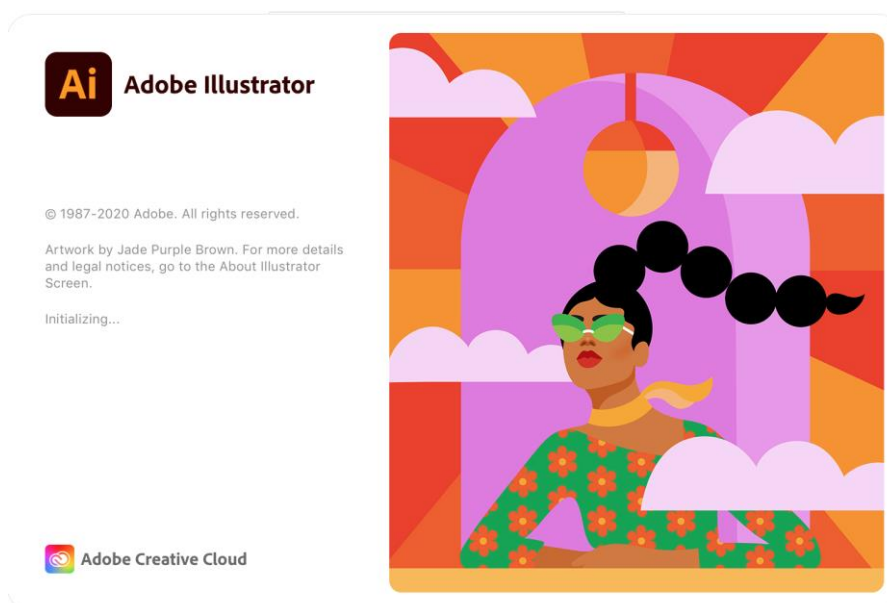 Ai Adobe Illustrator
© 1987-2020 Adobe. All rights reserved.
Artwork by Jade Purple Brown. For more details
and legal notices, go to the About Illustrator
Screen.
Initializing...
Adobe Creative Cloud